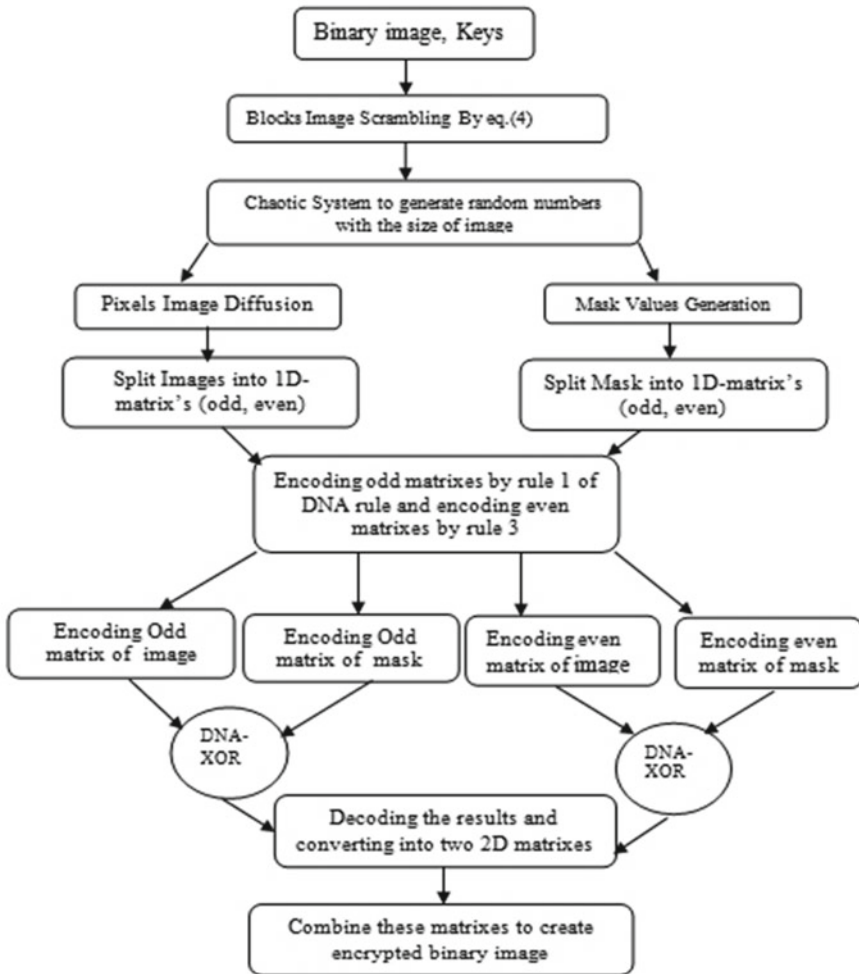 Binary image, Keys
Blocks Image Scrambling By eq.(4)
Chaotic System to generate random numbers
with the size of image
Pixels Image Diffusion
Mask Values Generation
Split Images into 1D-
matrix's (odd, even)
Split Mask into 1D-matrix's
(odd, even)
Encoding odd matrixes by rule 1 of
DNA rule and encoding even
matrixes by rule 3
Encoding Odd
matrix of image
Encoding Odd
matrix of mask
Encoding even
matrix of image
Encoding even
matrix of mask
DNA-
XOR
DNA-
XOR
Decoding the results and
converting into two 2D matrixes
Combine these matrixes to create
encrypted binary image